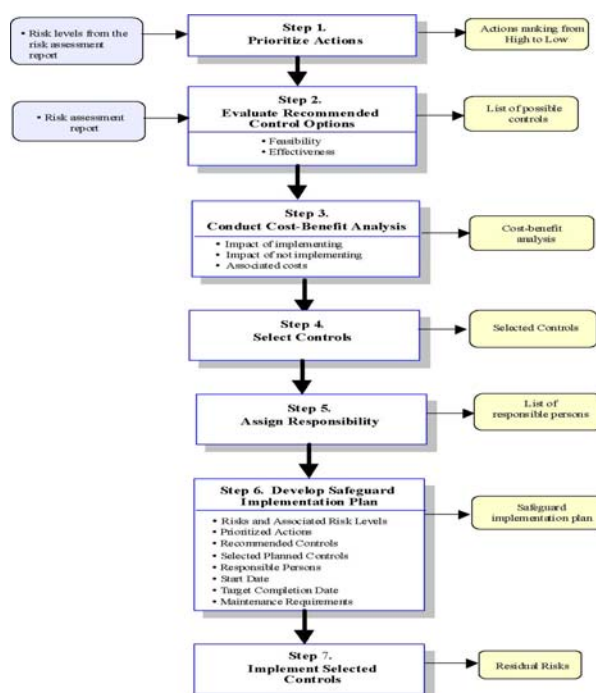 Step 1.
Prioritize Actions
• Risk levels from the
risk assessment
report
Actions ranking from
High to Low
Step 2.
Evaluate Recommended
Control Options
• Feasibility
• Effectiveness
• Risk assessment
report
List of possible
controls
Step 3.
Conduct Cost-Benefit Analysis
• Impact of implementing
• Impact of not implementing
• Associated costs
Cost-benefit
analysis
Step 4.
Select Controls
Selected Controls
Step 5.
Assign Responsibility
List of
responsible persons
Step 6. Develop Safeguard
Implementation Plan
• Risks and Associated Risk Levels
• Prioritized Actions
• Recommended Controls
• Selected Planned Controls
• Responsible Persons
• Start Date
• Target Completion Date
• Maintenance Requirements
Safeguard
implementation plan
Step 7.
Implement Selected
Controls
Residual Risks